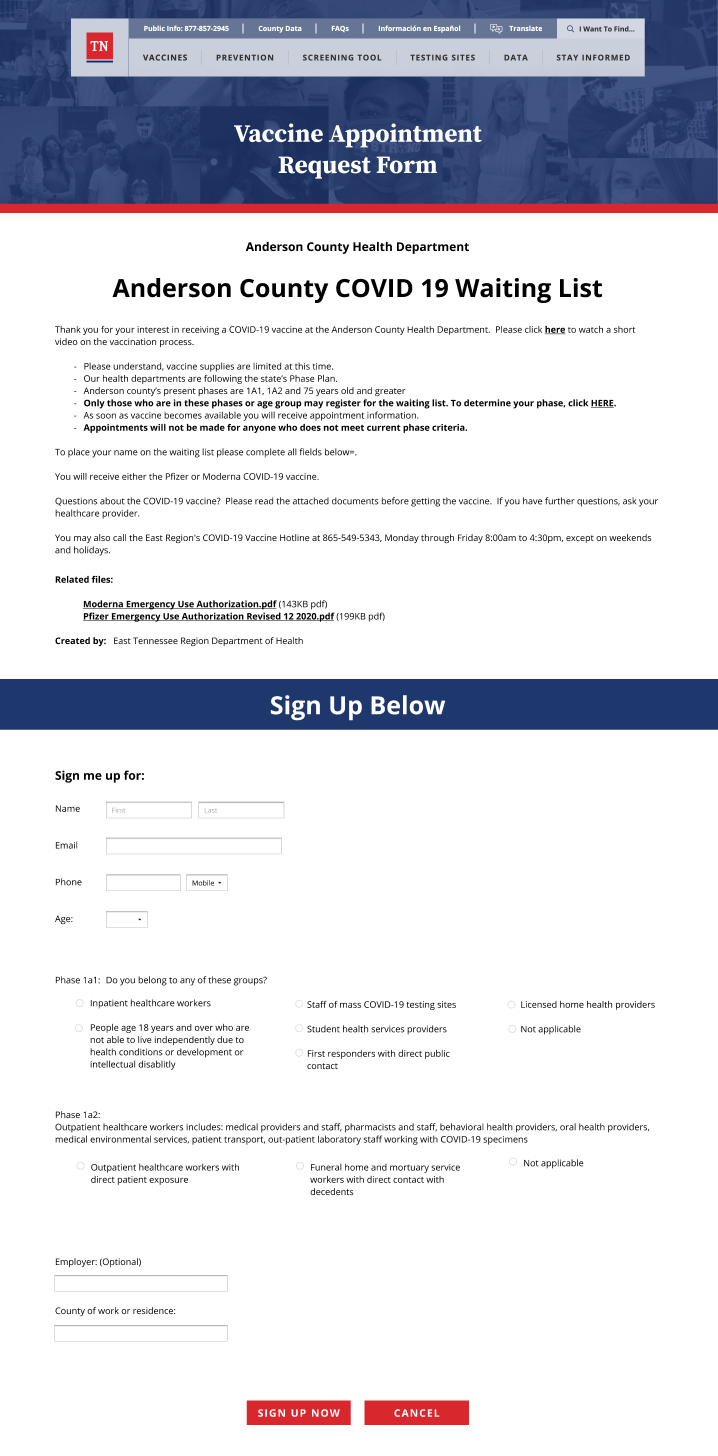 Public Info: 877-857-2945 | County Data | FAQs | Información en Español | Translate
I Want To Find...
TN
VACCINES PREVENTION SCREENING TOOL TESTING SITES DATA STAY INFORMED
Vaccine Appointment
Request Form
Anderson County Health Department
Anderson County COVID 19 Waiting List
Thank you for your interest in receiving a COVID-19 vaccine at the Anderson County Health Department. Please click here to watch a short
video on the vaccination process.
- Please understand, vaccine supplies are limited at this time.
- Our health departments are following the state's Phase Plan.
- Anderson county's present phases are 1A1, 1A2 and 75 years old and greater
- Only those who are in these phases or age group may register for the waiting list. To determine your phase, click HERE.
- As soon as vaccine becomes available you will receive appointment information.
- Appointments will not be made for anyone who does not meet current phase criteria.
To place your name on the waiting list please complete all fields below=.
You will receive either the Pfizer or Moderna COVID-19 vaccine.
Questions about the COVID-19 vaccine? Please read the attached documents before getting the vaccine. If you have further questions, ask your
healthcare provider.
You may also call the East Region's COVID-19 Vaccine Hotline at 865-549-5343, Monday through Friday 8:00am to 4:30pm, except on weekends
and holidays.
Related files:
Moderna Emergency Use Authorization.pdf (143KB pdf)
Pfizer Emergency Use Authorization Revised 12 2020.pdf (199KB pdf)
Created by: East Tennessee Region Department of Health
Sign Up Below
Sign me up for:
Name First Last
Email
Phone Mobile
Age:
Phase 1a1: Do you belong to any of these groups?
Inpatient healthcare workers
People age 18 years and over who are
not able to live independently due to
health conditions or development or
intellectual disablitly
Staff of mass COVID-19 testing sites
Student health services providers
First responders with direct public
contact
Licensed home health providers
Not applicable
Phase 1a2:
Outpatient healthcare workers includes: medical providers and staff, pharmacists and staff, behavioral health providers, oral health providers,
medical environmental services, patient transport, out-patient laboratory staff working with COVID-19 specimens
Outpatient healthcare workers with
direct patient exposure
Funeral home and mortuary service
workers with direct contact with
decedents
Not applicable
Employer: (Optional)
County of work or residence:
SIGN UP NOW
CANCEL